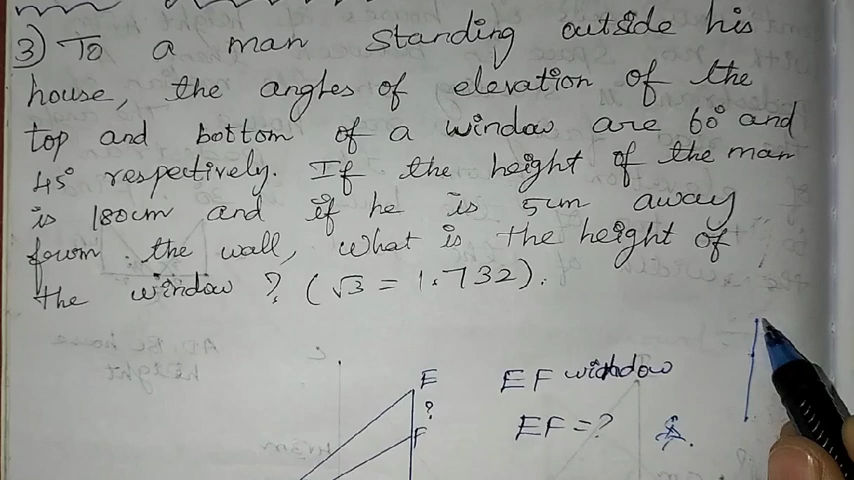 3) To a man standing outside his
house, the angles of elevation of the
top and bottom of a window are 60° and
45° respectively. If the height of the man
is 180cm and if he is 5cm away
from the wall, what is the height of
the window ? (√3 = 1.732).
E
?
F
EF window
EF = ?